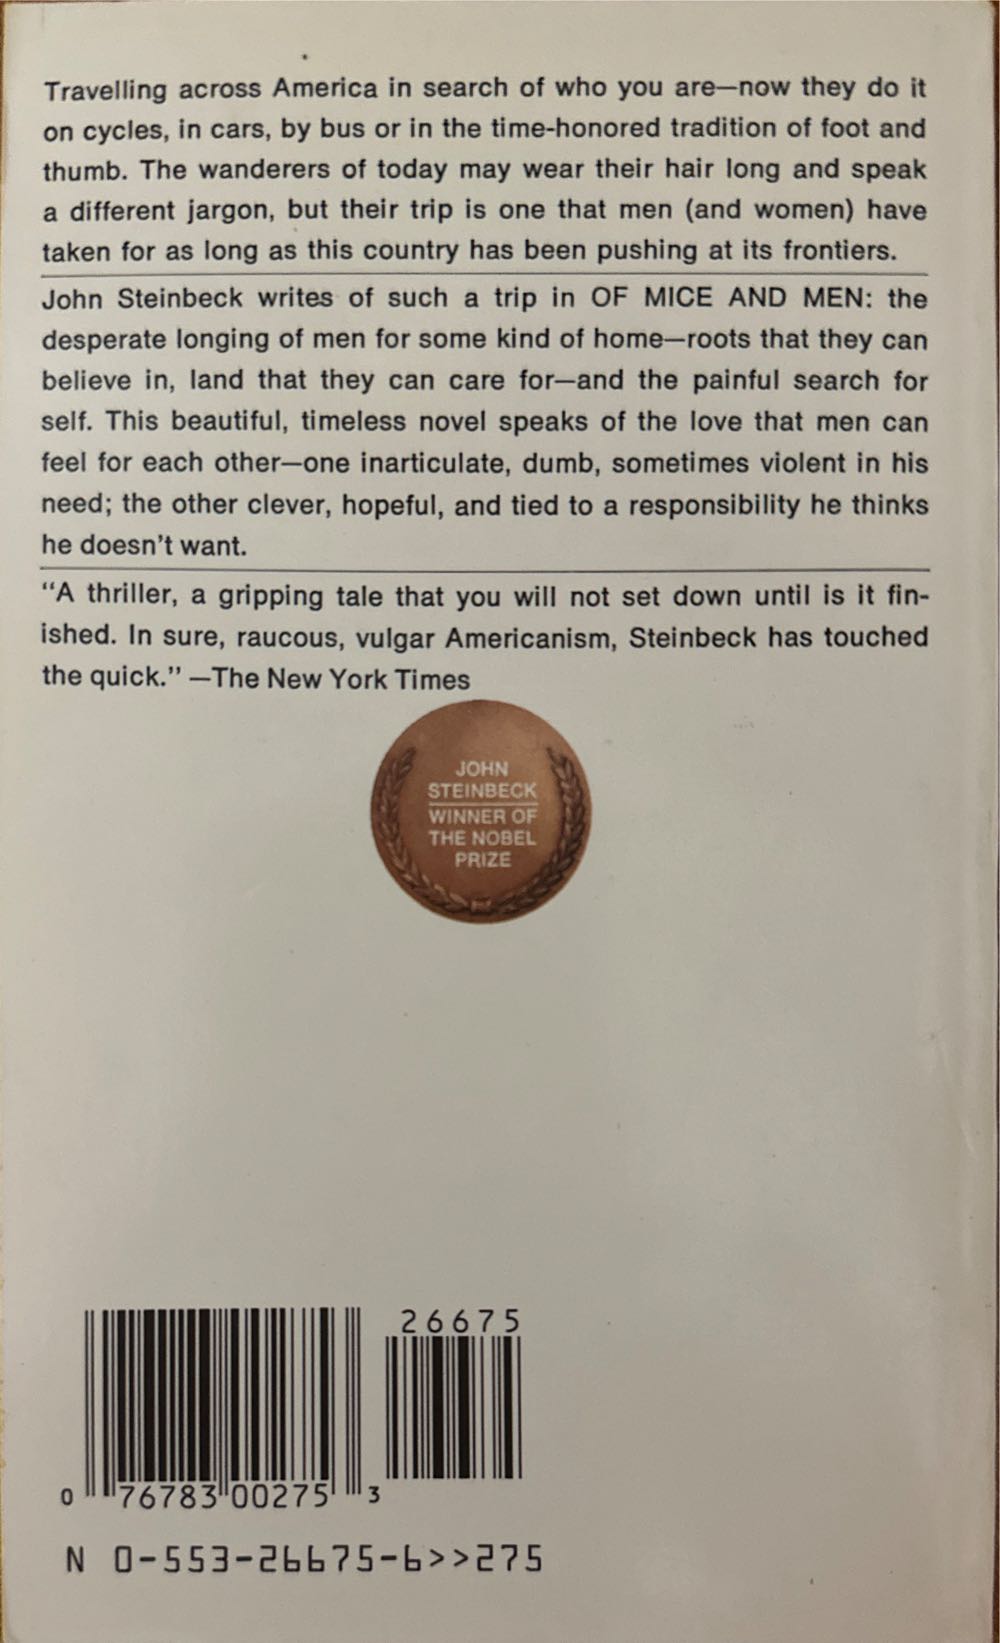 Travelling across America in search of who you are—now they do it
on cycles, in cars, by bus or in the time-honored tradition of foot and
thumb. The wanderers of today may wear their hair long and speak
a different jargon, but their trip is one that men (and women) have
taken for as long as this country has been pushing at its frontiers.
John Steinbeck writes of such a trip in OF MICE AND MEN: the
desperate longing of men for some kind of home—roots that they can
believe in, land that they can care for—and the painful search for
self. This beautiful, timeless novel speaks of the love that men can
feel for each other—one inarticulate, dumb, sometimes violent in his
need; the other clever, hopeful, and tied to a responsibility he thinks
he doesn't want.
“A thriller, a gripping tale that you will not set down until is it fin-
ished. In sure, raucous, vulgar Americanism, Steinbeck has touched
the quick.” —The New York Times
JOHN
STEINBECK
WINNER OF
THE NOBEL
PRIZE
26675
0 76783 00275 3
N 0-553-26675-6>>275